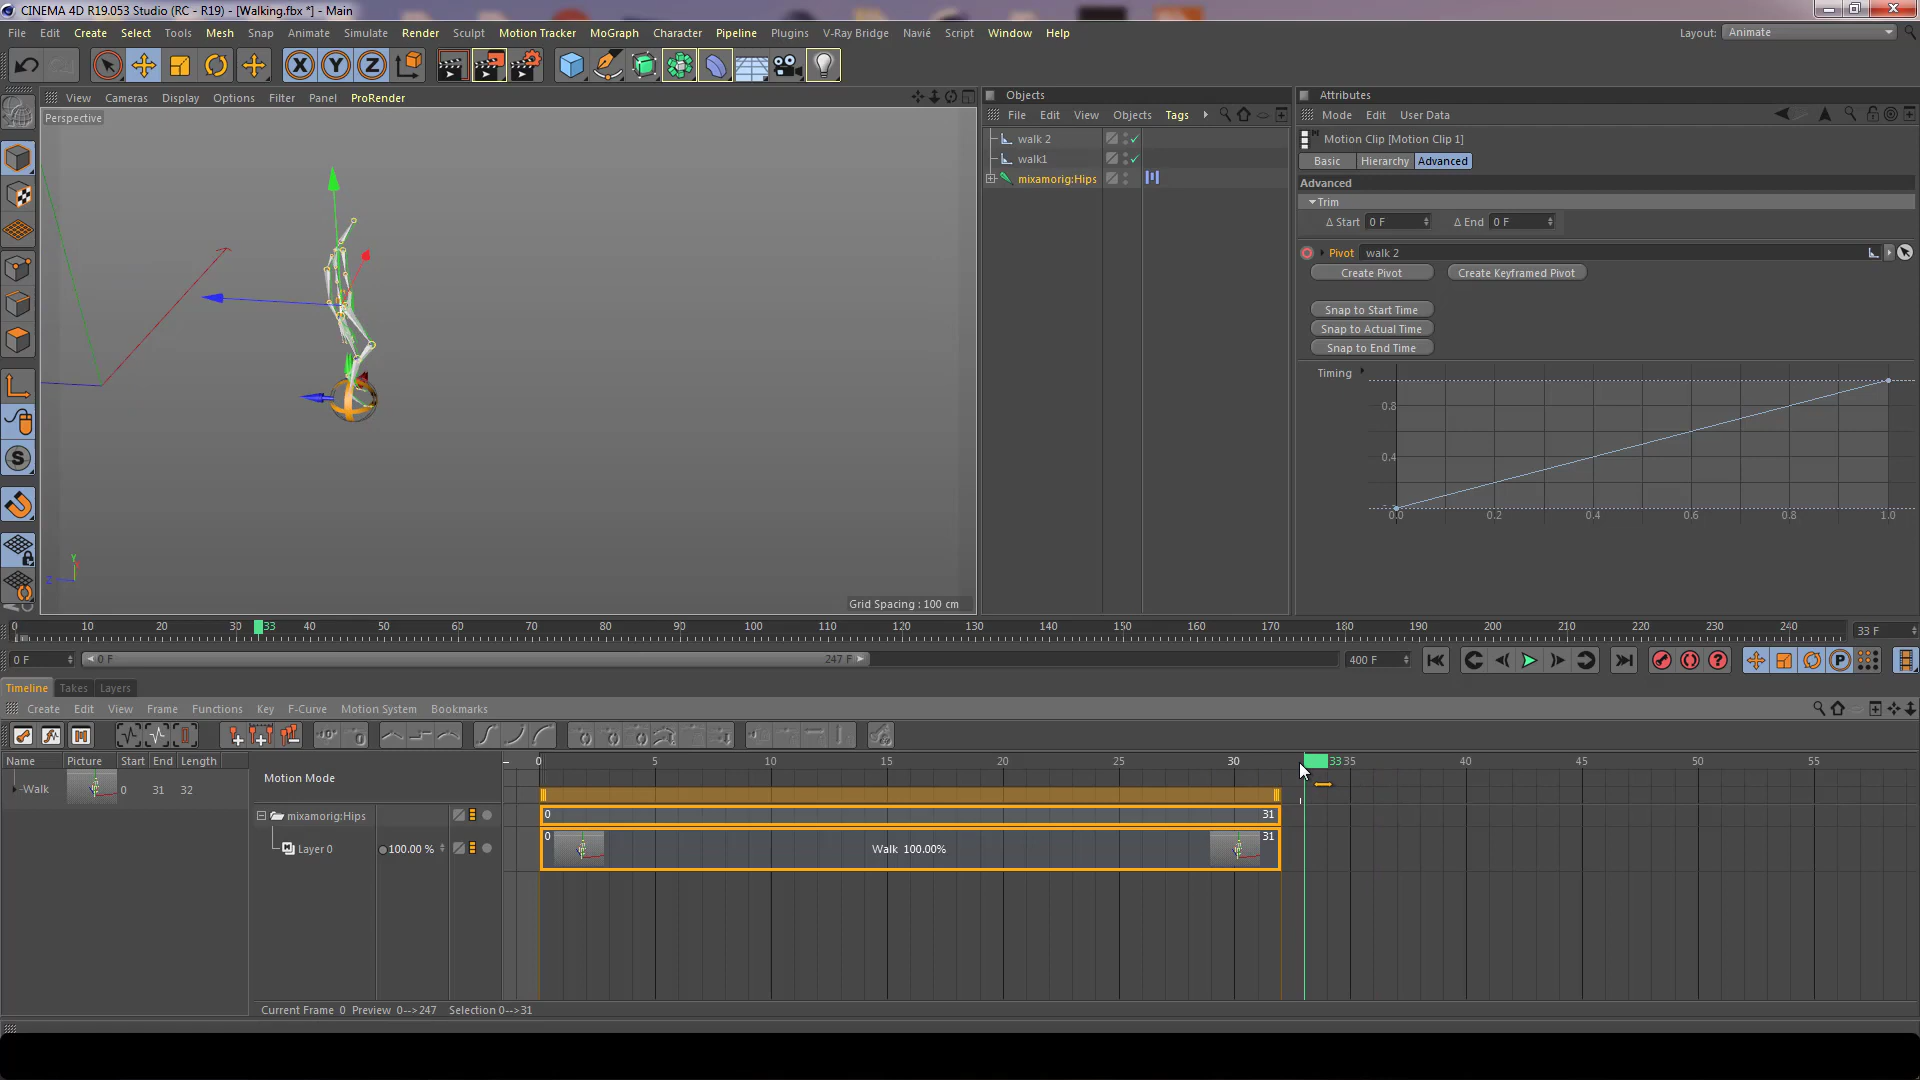 CINEMA 4D R19.053 Studio (RC - R19) - [Walking.fbx *] - Main
File Edit Create Select Tools Mesh Snap Animate Simulate Render Sculpt Motion Tracker MoGraph Character Pipeline Plugins V-Ray Bridge Navié Script Window Help Layout: Animate
View Cameras Display Options Filter Panel ProRender
Perspective
Y
Z
Grid Spacing : 100 cm
Objects
File Edit View Objects Tags
walk 2
walk1
mixamorig:Hips
Attributes
Mode Edit User Data
Motion Clip [Motion Clip 1]
Basic Hierarchy Advanced
Advanced
Trim
Δ Start 0 F Δ End 0 F
Pivot walk 2
Create Pivot Create Keyframed Pivot
Snap to Start Time
Snap to Actual Time
Snap to End Time
Timing
0.8
0.4
0.0 0.2 0.4 0.6 0.8 1.0
0 10 20 30 33 40 50 60 70 80 90 100 110 120 130 140 150 160 170 180 190 200 210 220 230 240 33 F
0 F 0 F 247 F 400 F
Timeline Takes Layers
Create Edit View Frame Functions Key F-Curve Motion System Bookmarks
Name Picture Start End Length
Walk 0 31 32
Motion Mode
mixamorig:Hips
Layer 0 100.00 %
0 5 10 15 20 25 30 33 35 40 45 50 55
0 31
0 Walk 100.00% 31
Current Frame 0 Preview 0-->247 Selection 0-->31